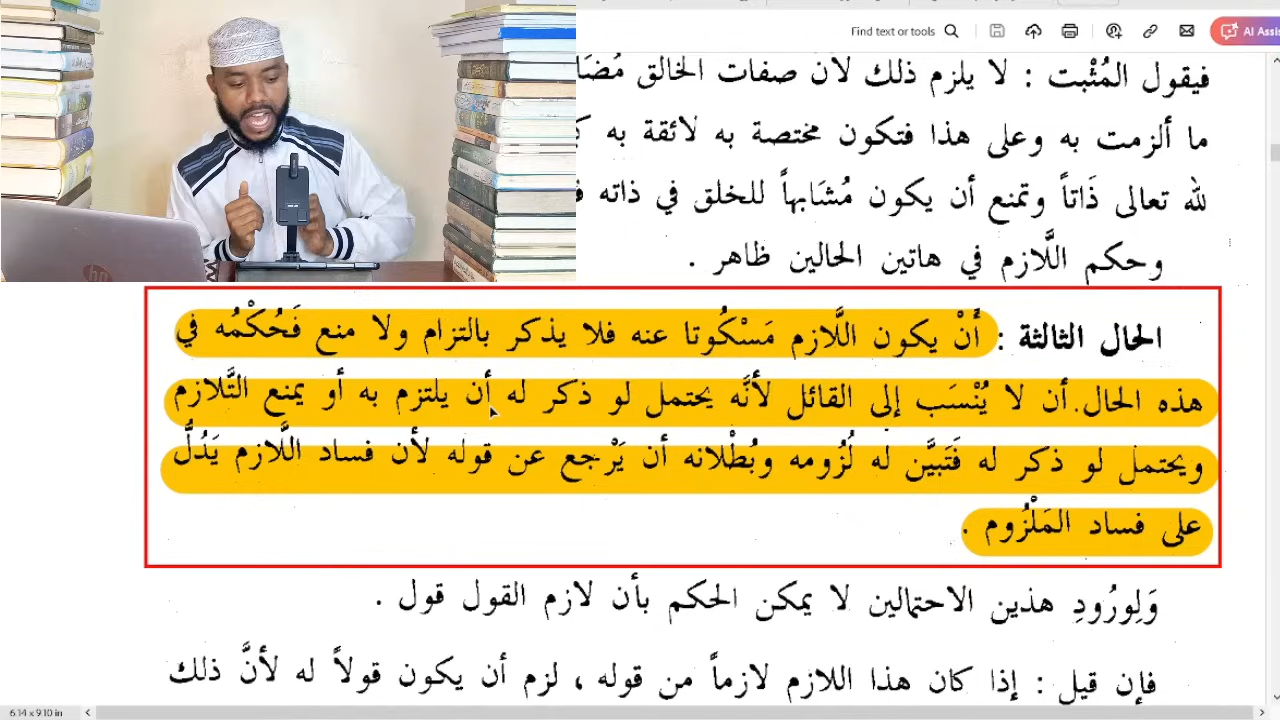 Find text or tools
AI Assis
فيقول المُثْبت : لا يلزم ذلك لأن صفات الخالق مُضَا
ما ألزمت به وعلى هذا فتكون مختصة به لائقة به
لله تعالى ذَاتاً وتمنع أن يكون مُشَابهاً للخلق في ذاته
وحكم اللَّازم في هاتين الحالين ظاهر .
الحال الثالثة : أَنْ يكون اللَّازم مَسْكُوتا عنه فلا يذكر بالتزام ولا منع فَحُكْمُه في
هذه الحال أن لا يُنْسَب إلى القائل لأنَّه يحتمل لو ذكر له أن يلتزم به أو يمنع التَّلازم
ويحتمل لو ذكر له فَتَبيَّن له لُزُومه وبُطْلانه أن يَرْجع عن قوله لأن فساد اللَّازم يَدُلُّ
على فساد المَلْزُوم .
وَلِورُودِ هذين الاحتمالين لا يمكن الحكم بأن لازم القول قول .
فإن قيل : إذا كان هذا اللازم لازماً من قوله ، لزم أن يكون قولاً له لأنَّ ذلك
6.14 x 9.10 in
hp